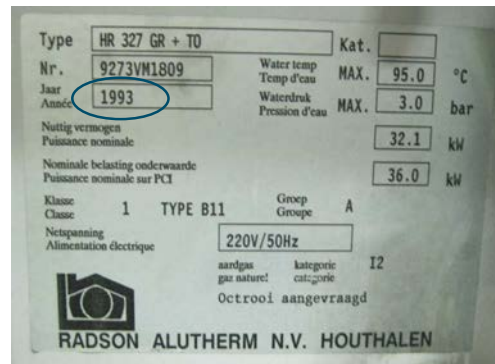 Type HR 327 GR + TO Kat.
Nr. 9273VM1809 Water temp Temp d'eau MAX. 95.0 °C
Jaar Année 1993 Waterdruk Pression d'eau MAX. 3.0 bar
Nuttig vermogen
Puissance nominale 32.1 kW
Nominale belasting onderwaarde
Puissance nominale sur PCI 36.0 kW
Klasse Classe 1 TYPE B11 Groep Groupe A
Netspanning
Alimentation électrique 220V/50Hz
aardgas kategorie I2
gaz naturel catégorie
Octrooi aangevraagd
RADSON ALUTHERM N.V. HOUTHALEN